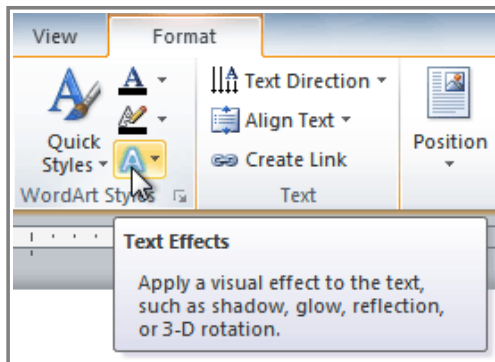 View Format
Text Direction
Align Text
Create Link
Quick
Styles
Position
WordArt Styles
Text
Text Effects
Apply a visual effect to the text,
such as shadow, glow, reflection,
or 3-D rotation.